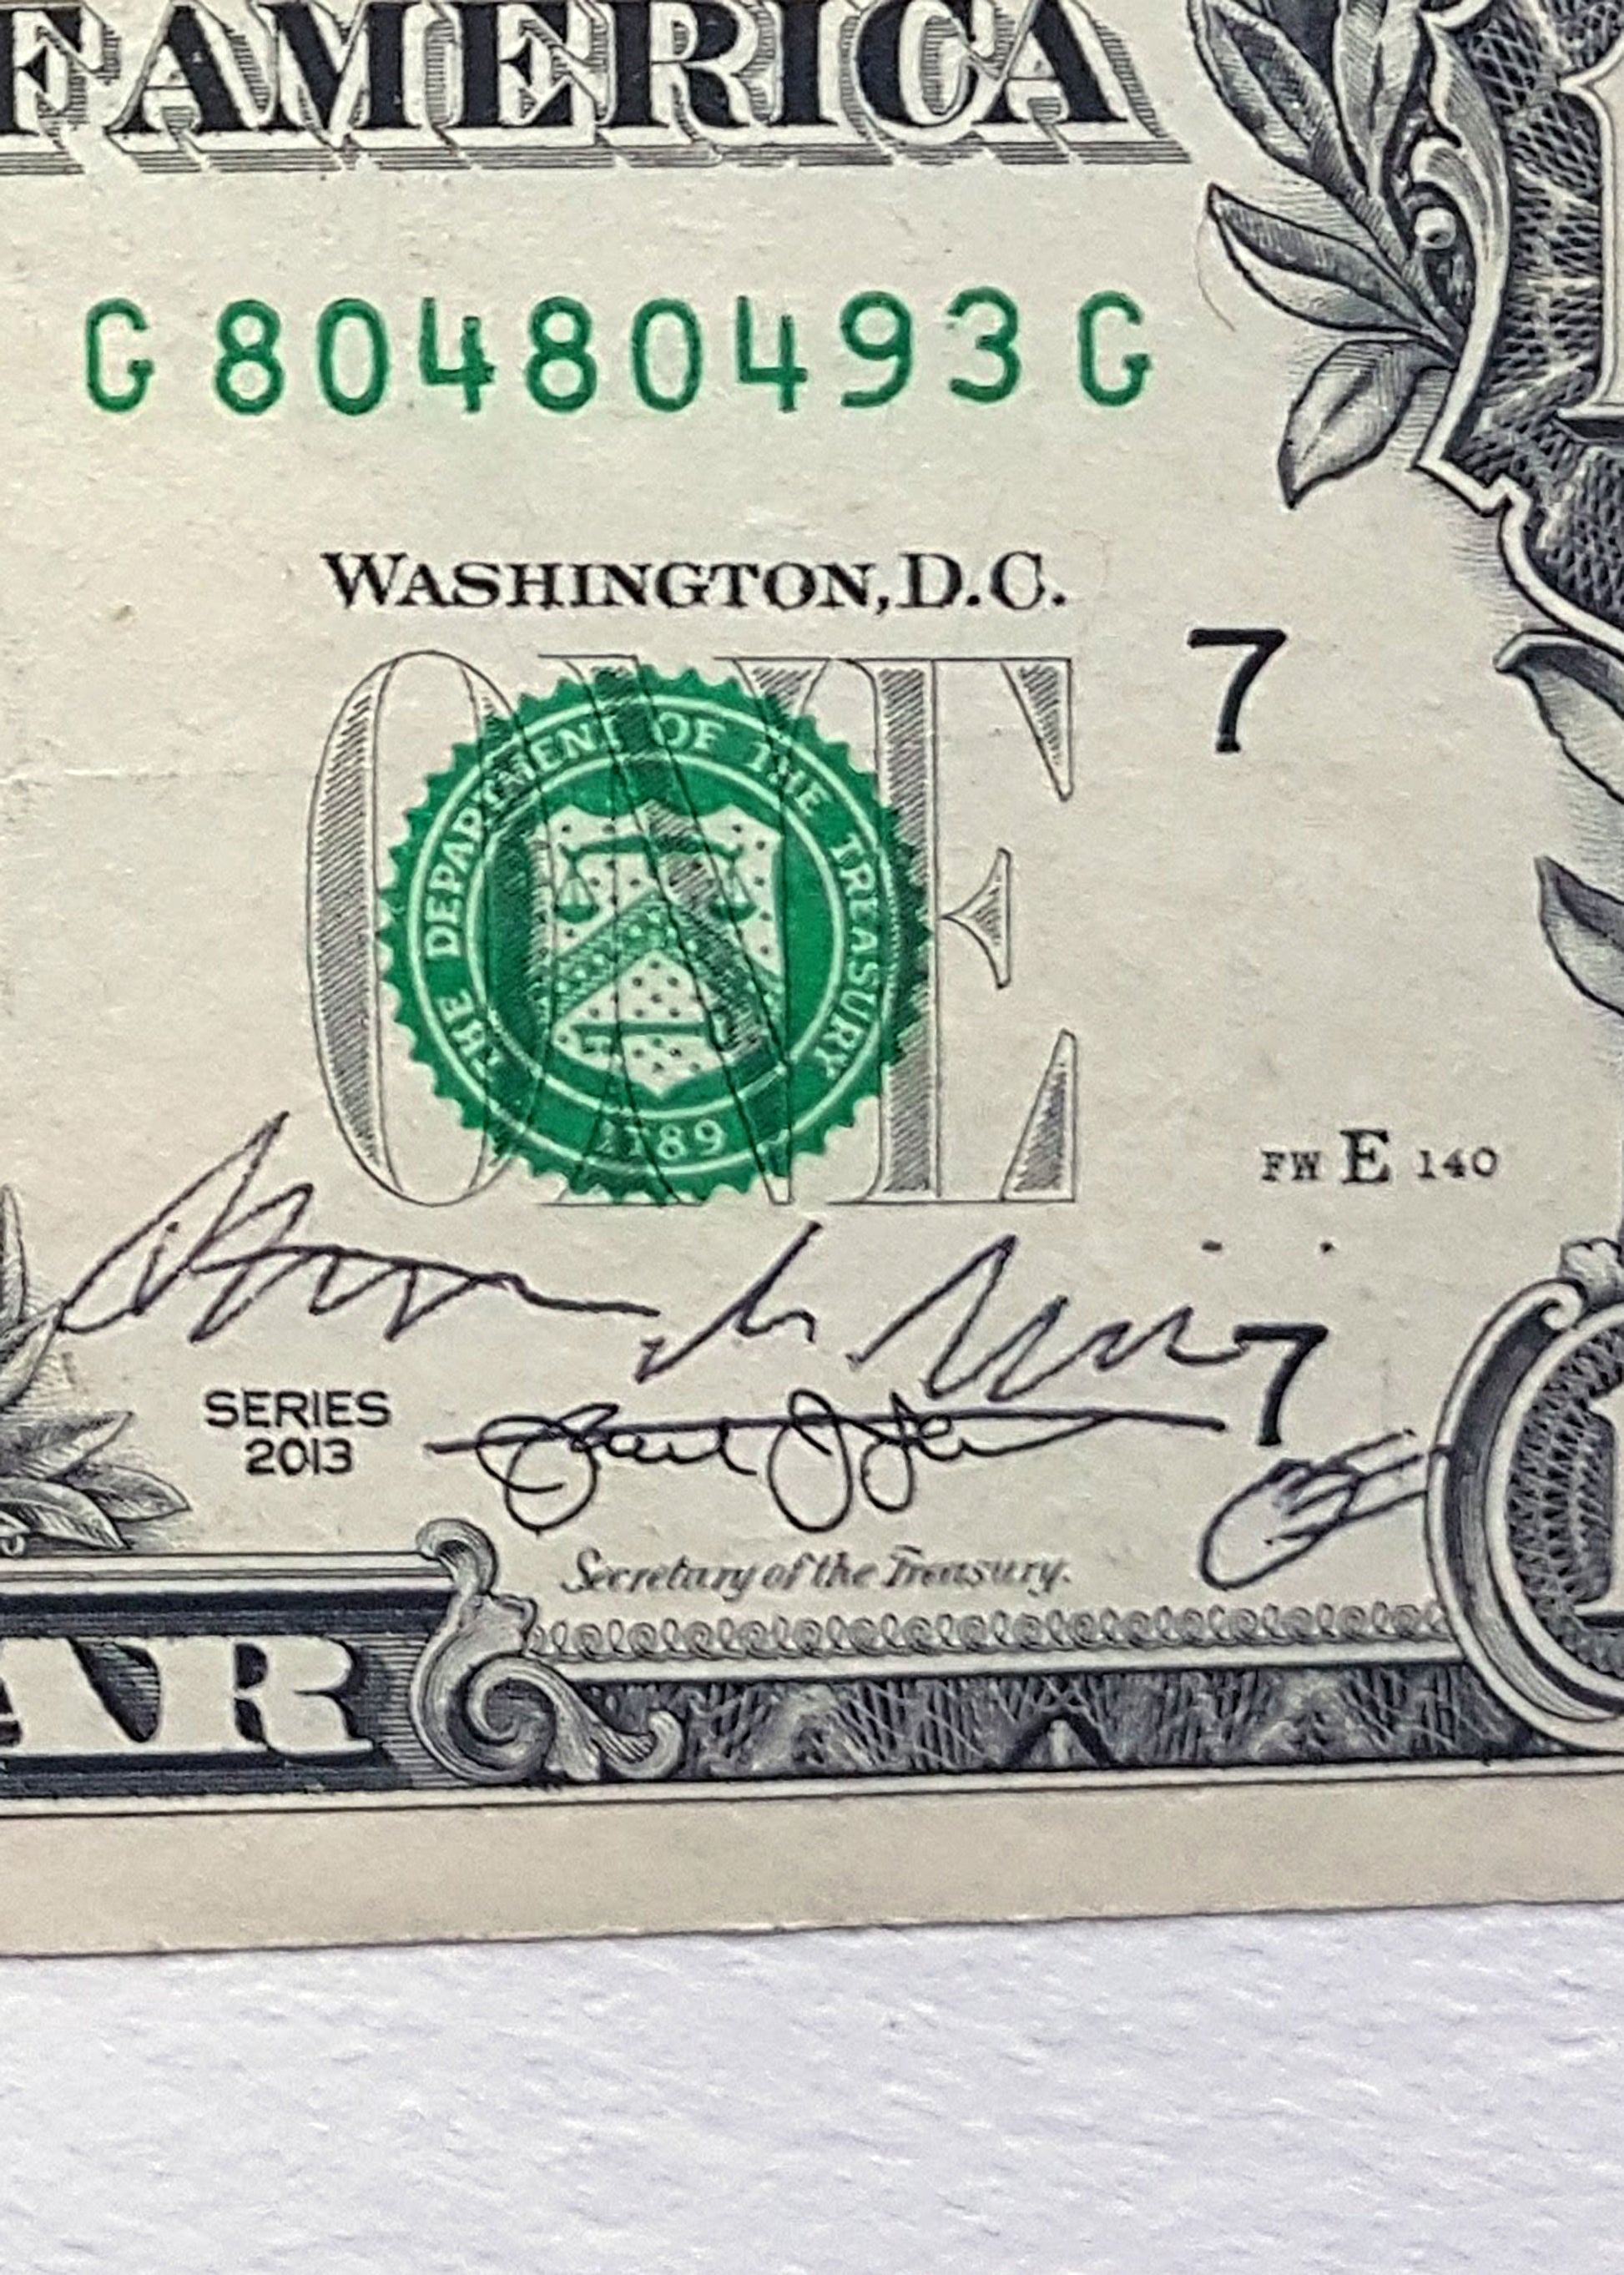 F AMERICA
G 80480493 G
WASHINGTON, D.C.
7
ONE
THE DEPARTMENT OF THE TREASURY
1789
FW E 140
7
SERIES
2013
Secretary of the Treasury.
AR